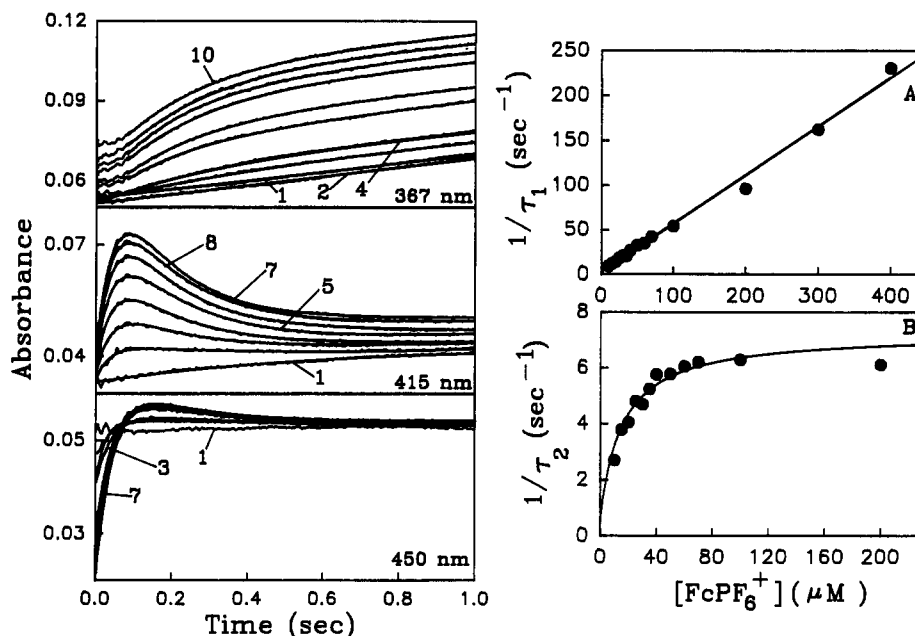 0.12
0.09
0.06
10
1
2
4
367 nm
0.07
0.04
8
7
5
1
415 nm
0.05
0.03
3
7
1
450 nm
Absorbance
0.0 0.2 0.4 0.6 0.8 1.0
Time (sec)
250
200
150
100
50
0
A
1/τ₁ (sec⁻¹)
0 100 200 300 400
8
6
4
2
0
B
1/τ₂ (sec⁻¹)
0 40 80 120 160 200
[FcPF₆⁺](μM)